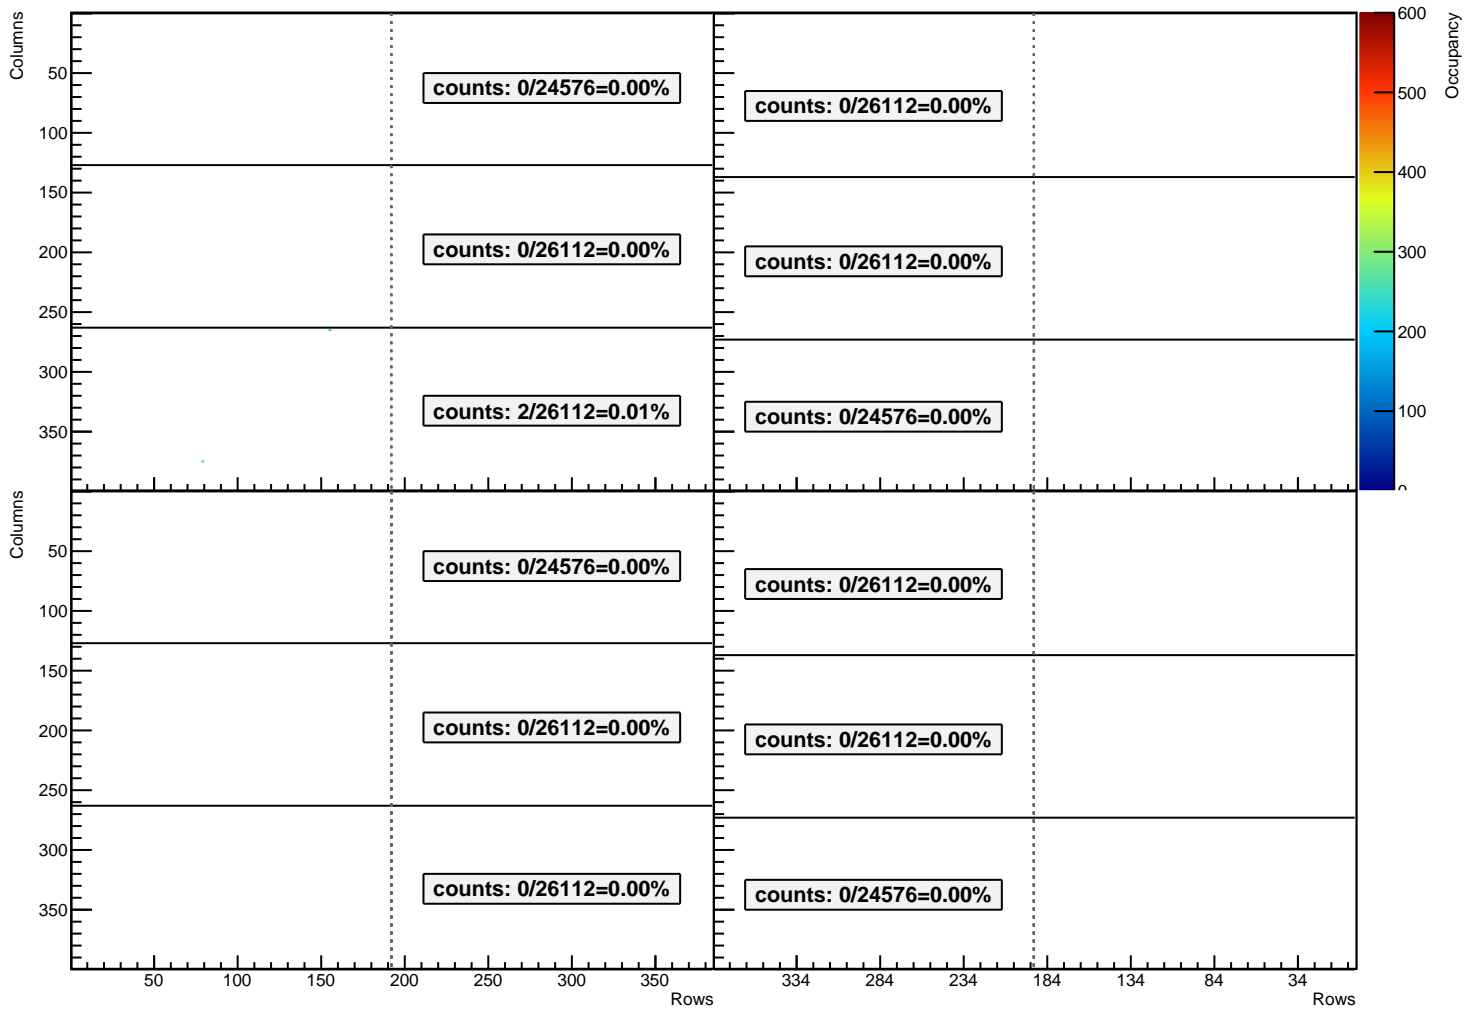 Columns
50
100
150
200
250
300
350
counts: 0/24576=0.00%
counts: 0/26112=0.00%
counts: 2/26112=0.01%
counts: 0/26112=0.00%
counts: 0/26112=0.00%
counts: 0/24576=0.00%
600
500
400
300
200
100
0
Occupancy
Columns
50
100
150
200
250
300
350
counts: 0/24576=0.00%
counts: 0/26112=0.00%
counts: 0/26112=0.00%
50 100 150 200 250 300 350
Rows
counts: 0/26112=0.00%
counts: 0/26112=0.00%
counts: 0/24576=0.00%
334 284 234 184 134 84 34
Rows